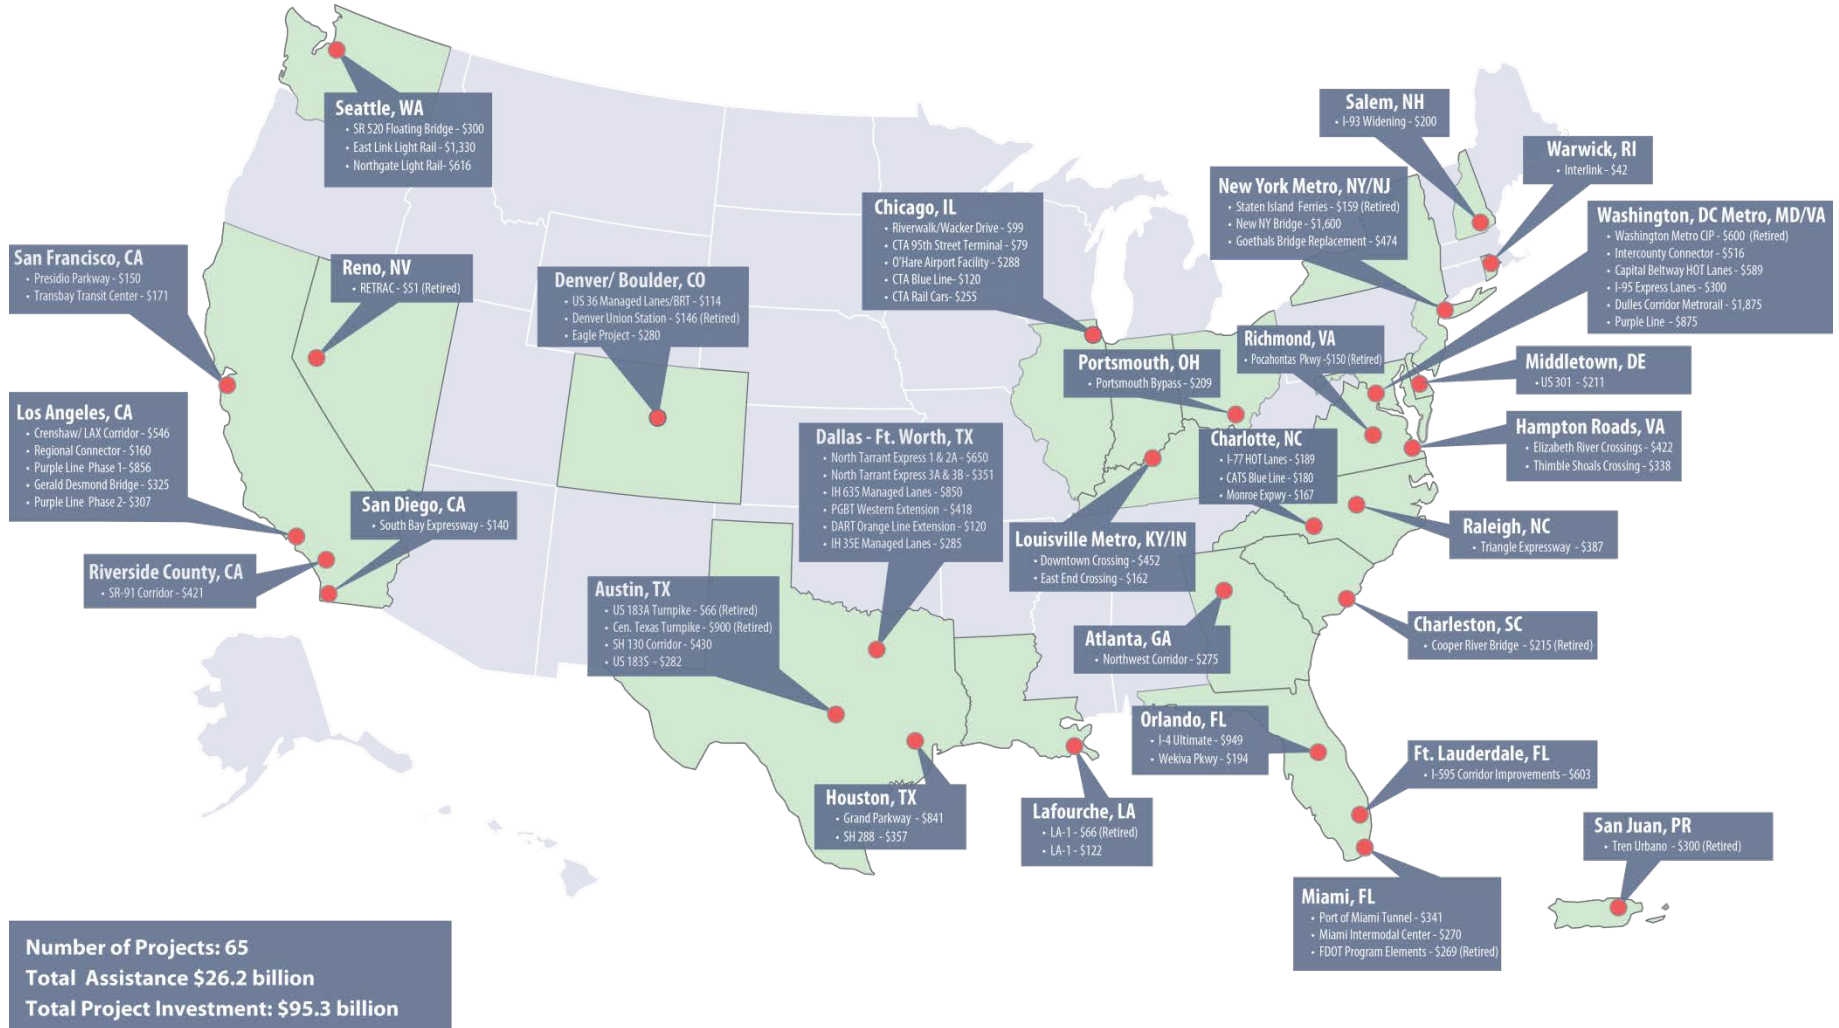 Seattle, WA
• SR 520 Floating Bridge - $300
• East Link Light Rail - $1,330
• Northgate Light Rail- $616
Salem, NH
• I-93 Widening - $200
Warwick, RI
• Interlink - $42
New York Metro, NY/NJ
• Staten Island Ferries - $159 (Retired)
• New NY Bridge - $1,600
• Goethals Bridge Replacement - $474
Chicago, IL
• Riverwalk/Wacker Drive - $99
• CTA 95th Street Terminal - $79
• O'Hare Airport Facility - $288
• CTA Blue Line- $120
• CTA Rail Cars- $255
Washington, DC Metro, MD/VA
• Washington Metro CIP - $600 (Retired)
• Intercounty Connector - $516
• Capital Beltway HOT Lanes - $589
• I-95 Express Lanes - $300
• Dulles Corridor Metrorail - $1,875
• Purple Line - $875
San Francisco, CA
• Presidio Parkway - $150
• Transbay Transit Center - $171
Reno, NV
• RETRAC - $51 (Retired)
Denver/ Boulder, CO
• US 36 Managed Lanes/BRT - $114
• Denver Union Station - $146 (Retired)
• Eagle Project - $280
Richmond, VA
• Pocahontas Pkwy -$150 (Retired)
Portsmouth, OH
• Portsmouth Bypass - $209
Middletown, DE
• US 301 - $211
Los Angeles, CA
• Crenshaw/ LAX Corridor - $546
• Regional Connector - $160
• Purple Line Phase 1- $856
• Gerald Desmond Bridge - $325
• Purple Line Phase 2- $307
Hampton Roads, VA
• Elizabeth River Crossings - $422
• Thimble Shoals Crossing - $338
Dallas - Ft. Worth, TX
• North Tarrant Express 1 & 2A - $650
• North Tarrant Express 3A & 3B - $351
• IH 635 Managed Lanes - $850
• PGBT Western Extension - $418
• DART Orange Line Extension - $120
• IH 35E Managed Lanes - $285
Charlotte, NC
• I-77 HOT Lanes - $189
• CATS Blue Line - $180
• Monroe Expwy - $167
San Diego, CA
• South Bay Expressway - $140
Raleigh, NC
• Triangle Expressway - $387
Louisville Metro, KY/IN
• Downtown Crossing - $452
• East End Crossing - $162
Riverside County, CA
• SR-91 Corridor - $421
Austin, TX
• US 183A Turnpike - $66 (Retired)
• Cen. Texas Turnpike - $900 (Retired)
• SH 130 Corridor - $430
• US 183S - $282
Atlanta, GA
• Northwest Corridor - $275
Charleston, SC
• Cooper River Bridge - $215 (Retired)
Orlando, FL
• I-4 Ultimate - $949
• Wekiva Pkwy - $194
Ft. Lauderdale, FL
• I-595 Corridor Improvements - $603
Houston, TX
• Grand Parkway - $841
• SH 288 - $357
Lafourche, LA
• LA-1 - $66 (Retired)
• LA-1 - $122
San Juan, PR
• Tren Urbano - $300 (Retired)
Miami, FL
• Port of Miami Tunnel - $341
• Miami Intermodal Center - $270
• FDOT Program Elements - $269 (Retired)
Number of Projects: 65
Total Assistance $26.2 billion
Total Project Investment: $95.3 billion